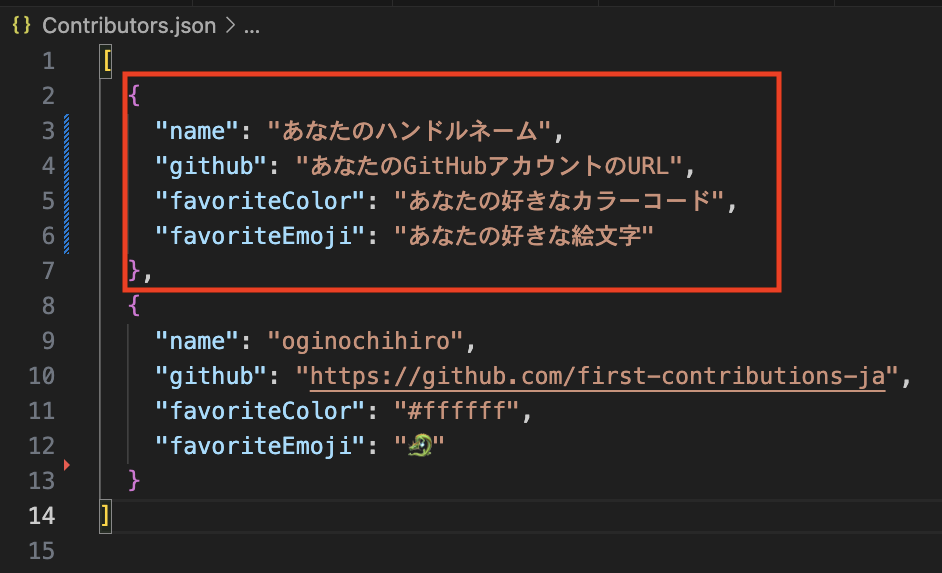 {} Contributors.json > ...
1 [
2 {
3 "name": "あなたのハンドルネーム",
4 "github": "あなたのGitHubアカウントのURL",
5 "favoriteColor": "あなたの好きなカラーコード",
6 "favoriteEmoji": "あなたの好きな絵文字"
7 },
8 {
9 "name": "oginochihiro",
10 "github": "https://github.com/first-contributions-ja",
11 "favoriteColor": "#ffffff",
12 "favoriteEmoji": "🐉"
13 }
14 ]
15